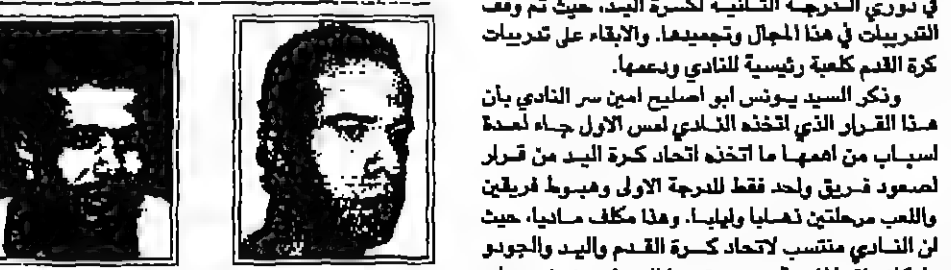 في دوري الدرجة الثانية لكسرة اليد، حيث تم وقف
التدريبات في هذا المجال وتجميدها. والابقاء على تدريبات
كرة القدم كلعبة رئيسية للنادي ودعمها.
وذكر السيد يونس ابو اصليح امين سر النادي بأن
هذا القرار الذي اتخذه النادي امس الاول جاء لعدة
اسباب من اهمها ما اتخذه اتحاد كرة اليد من قرار
لصعود فريق واحد فقط للدرجة الاولى وهبوط فريقين
واللعب مرحلتين ذهابا وايابا. وهذا مكلف ماديا، حيث
ان النادي منتسب لاتحاد كرة القدم واليد والجودو